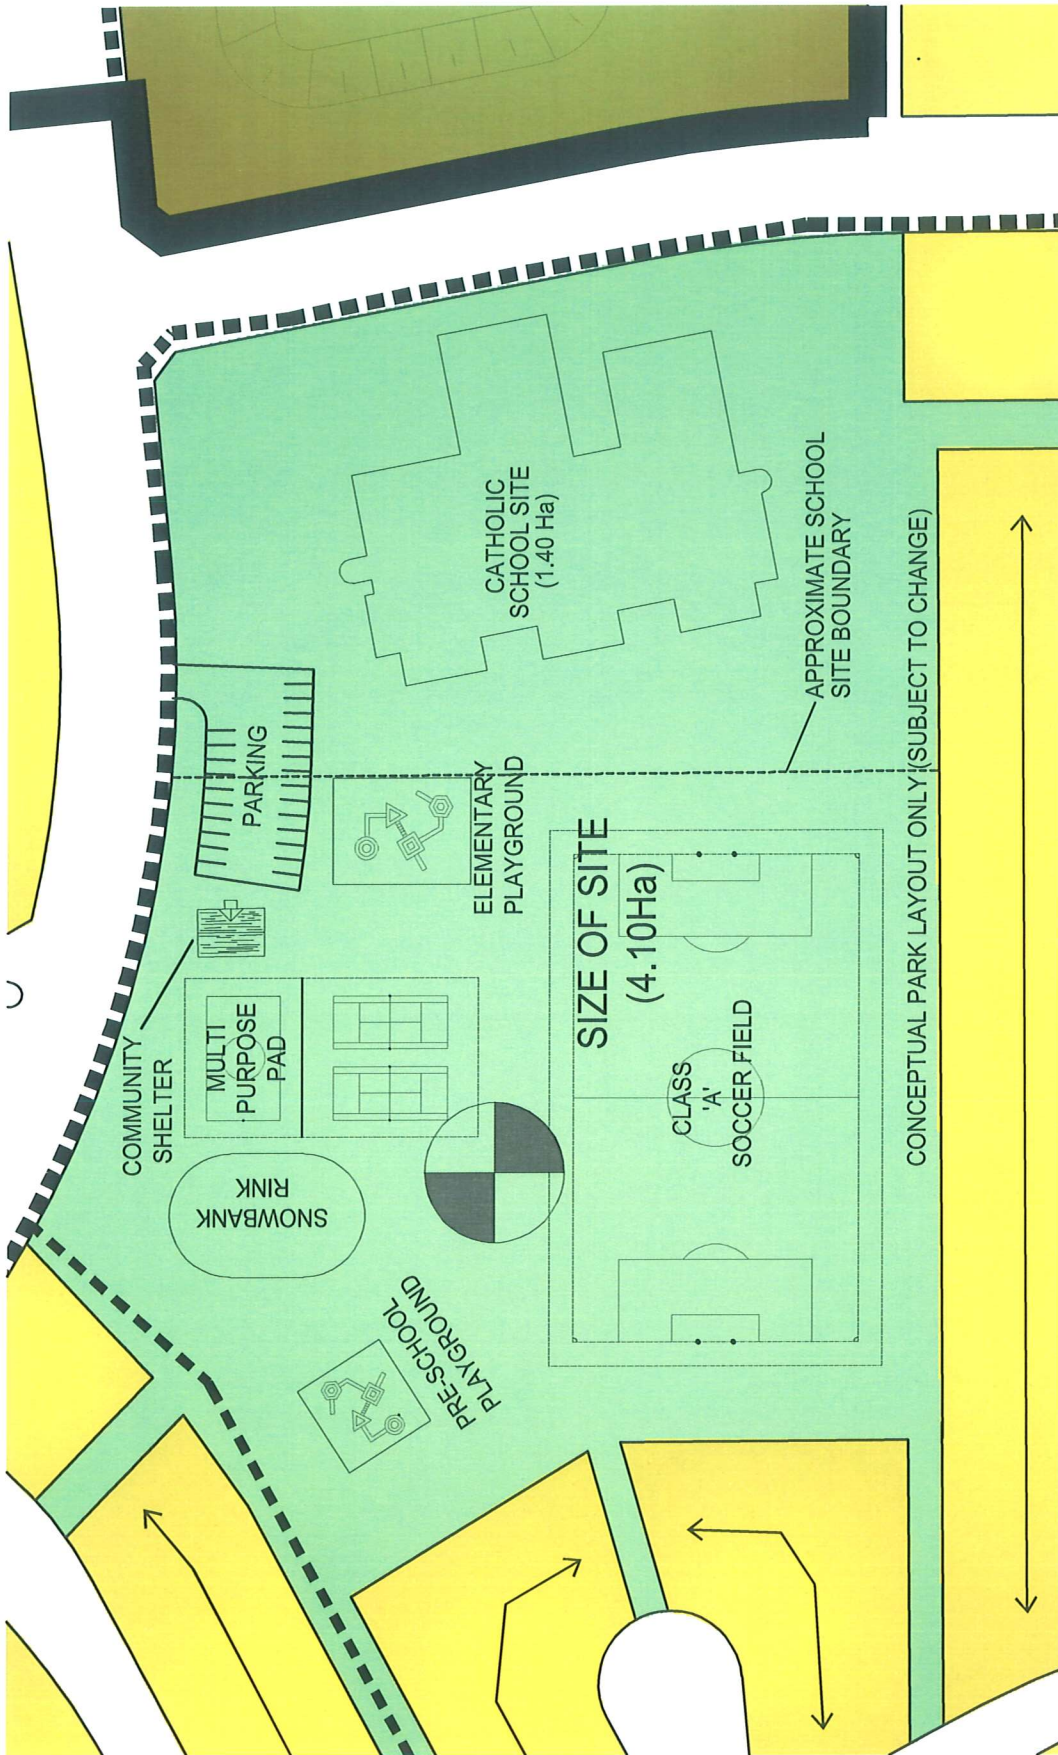 CATHOLIC
SCHOOL SITE
(1.40 Ha)
APPROXIMATE SCHOOL
SITE BOUNDARY
PARKING
ELEMENTARY
PLAYGROUND
SIZE OF SITE
(4.10Ha)
COMMUNITY
SHELTER
MULTI
PURPOSE
PAD
CLASS
'A'
SOCCER FIELD
SNOWBANK
RINK
PRE-SCHOOL
PLAYGROUND
CONCEPTUAL PARK LAYOUT ONLY (SUBJECT TO CHANGE)